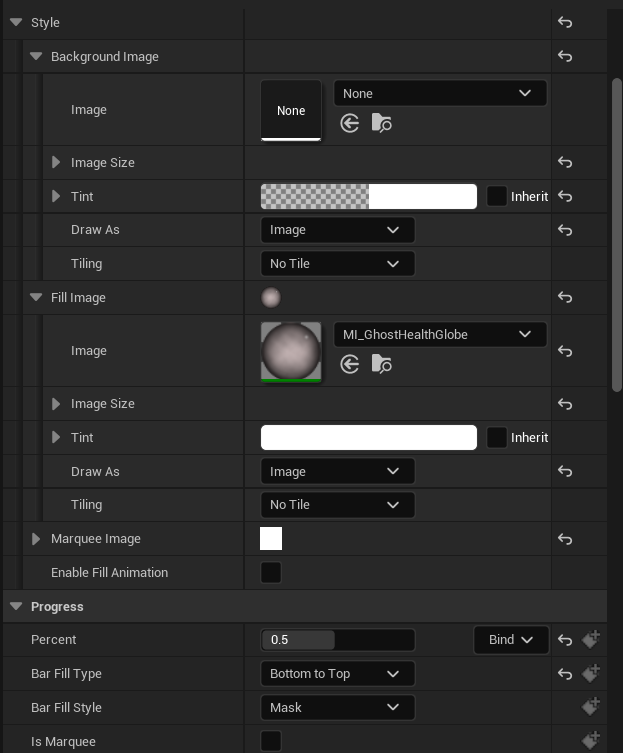 Style
Background Image
Image
None
None
Image Size
Tint
Inherit
Draw As
Image
Tiling
No Tile
Fill Image
Image
MI_GhostHealthGlobe
Image Size
Tint
Inherit
Draw As
Image
Tiling
No Tile
Marquee Image
Enable Fill Animation
Progress
Percent
0.5
Bind
Bar Fill Type
Bottom to Top
Bar Fill Style
Mask
Is Marquee